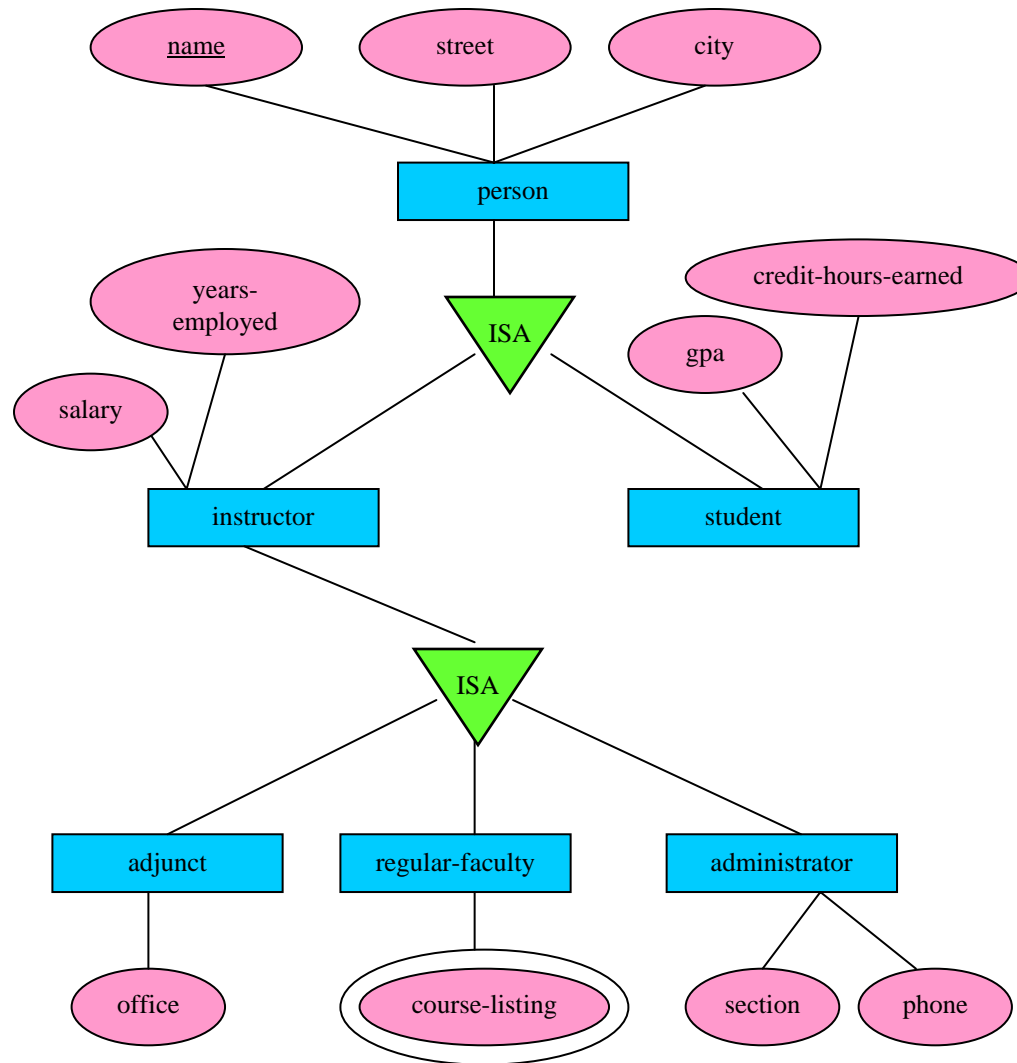 name
street
city
person
years-
employed
credit-hours-earned
ISA
gpa
salary
instructor
student
ISA
adjunct
regular-faculty
administrator
office
course-listing
section
phone